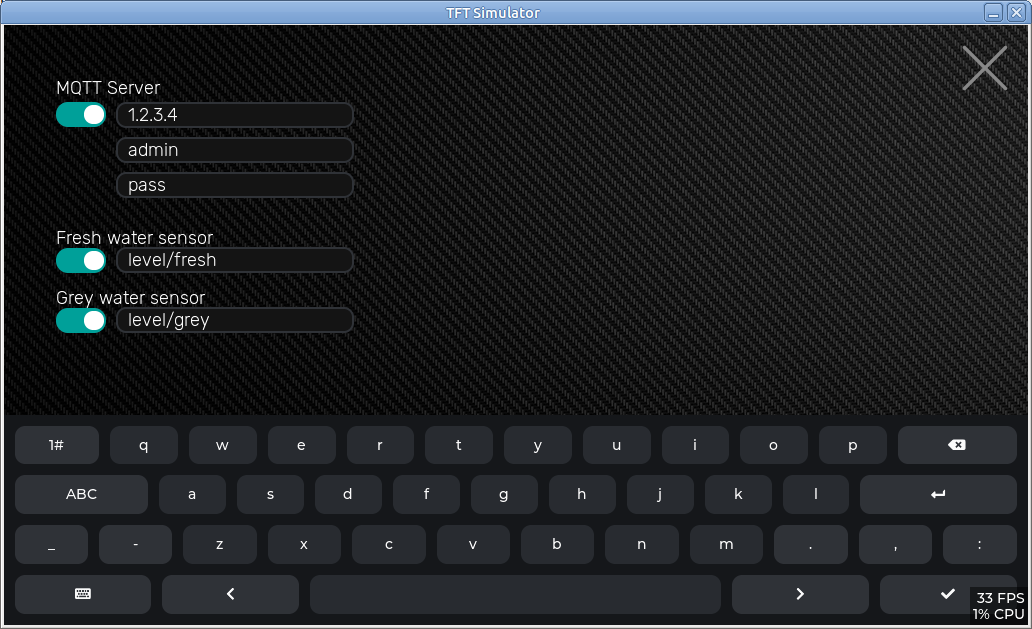 TFT Simulator
MQTT Server
1.2.3.4
admin
pass
Fresh water sensor
level/fresh
Grey water sensor
level/grey
1# q w e r t y u i o p
ABC a s d f g h j k l
_ - z x c v b n m . , :
33 FPS
1% CPU